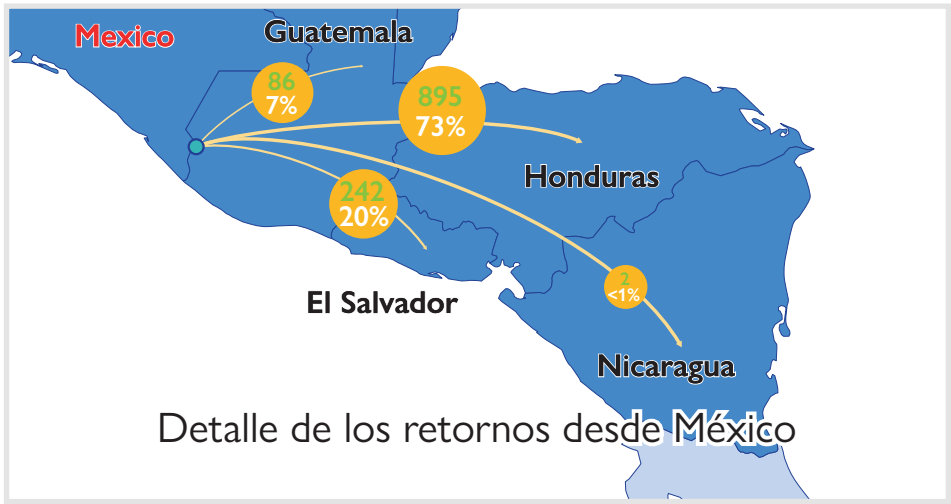 Mexico
Guatemala
86
7%
895
73%
Honduras
242
20%
2
<1%
El Salvador
Nicaragua
Detalle de los retornos desde México